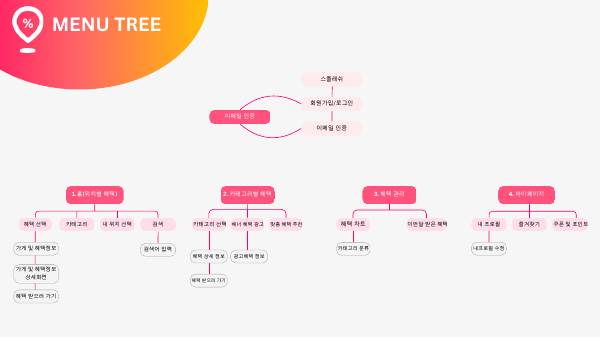 %
MENU TREE
스플래쉬
회원가입/로그인
이메일 인증
이메일 인증
1.홈(위치별 혜택)
2. 카테고리별 혜택
3. 혜택 관리
4. 마이페이지
혜택 선택
카테고리
내 위치 선택
검색
카테고리 선택
배너 혜택 광고
맞춤 혜택 추천
혜택 차트
이번달 받은 혜택
내 프로필
즐겨찾기
쿠폰 및 포인트
가게 및 혜택정보
검색어 입력
혜택 상세 정보
광고혜택 정보
카테고리 분류
내프로필 수정
가게 및 혜택정보
상세화면
혜택 받으러 가기
혜택 받으러 가기